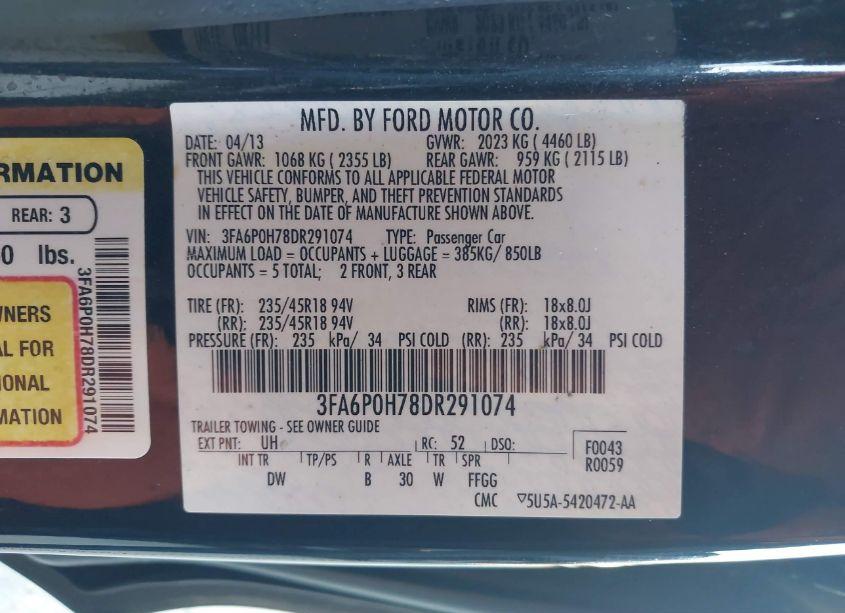 RMATION
REAR: 3
0 lbs.
3FA6P0H78DR291074
WNERS
AL FOR
IONAL
MATION
MFD. BY FORD MOTOR CO.
DATE: 04/13 GVWR: 2023 KG ( 4460 LB)
FRONT GAWR: 1068 KG ( 2355 LB) REAR GAWR: 959 KG ( 2115 LB)
THIS VEHICLE CONFORMS TO ALL APPLICABLE FEDERAL MOTOR
VEHICLE SAFETY, BUMPER, AND THEFT PREVENTION STANDARDS
IN EFFECT ON THE DATE OF MANUFACTURE SHOWN ABOVE.
VIN: 3FA6P0H78DR291074 TYPE: Passenger Car
MAXIMUM LOAD = OCCUPANTS + LUGGAGE = 385KG/ 850LB
OCCUPANTS = 5 TOTAL; 2 FRONT, 3 REAR
TIRE (FR): 235/45R18 94V RIMS (FR): 18x8.0J
(RR): 235/45R18 94V (RR): 18x8.0J
PRESSURE (FR): 235 kPa/ 34 PSI COLD (RR): 235 kPa/ 34 PSI COLD
3FA6P0H78DR291074
TRAILER TOWING - SEE OWNER GUIDE
EXT PNT: UH RC: 52 DSO: F0043
R0059
INT TR TP/PS R AXLE TR SPR
DW B 30 W FFGG
CMC ▽5U5A-5420472-AA